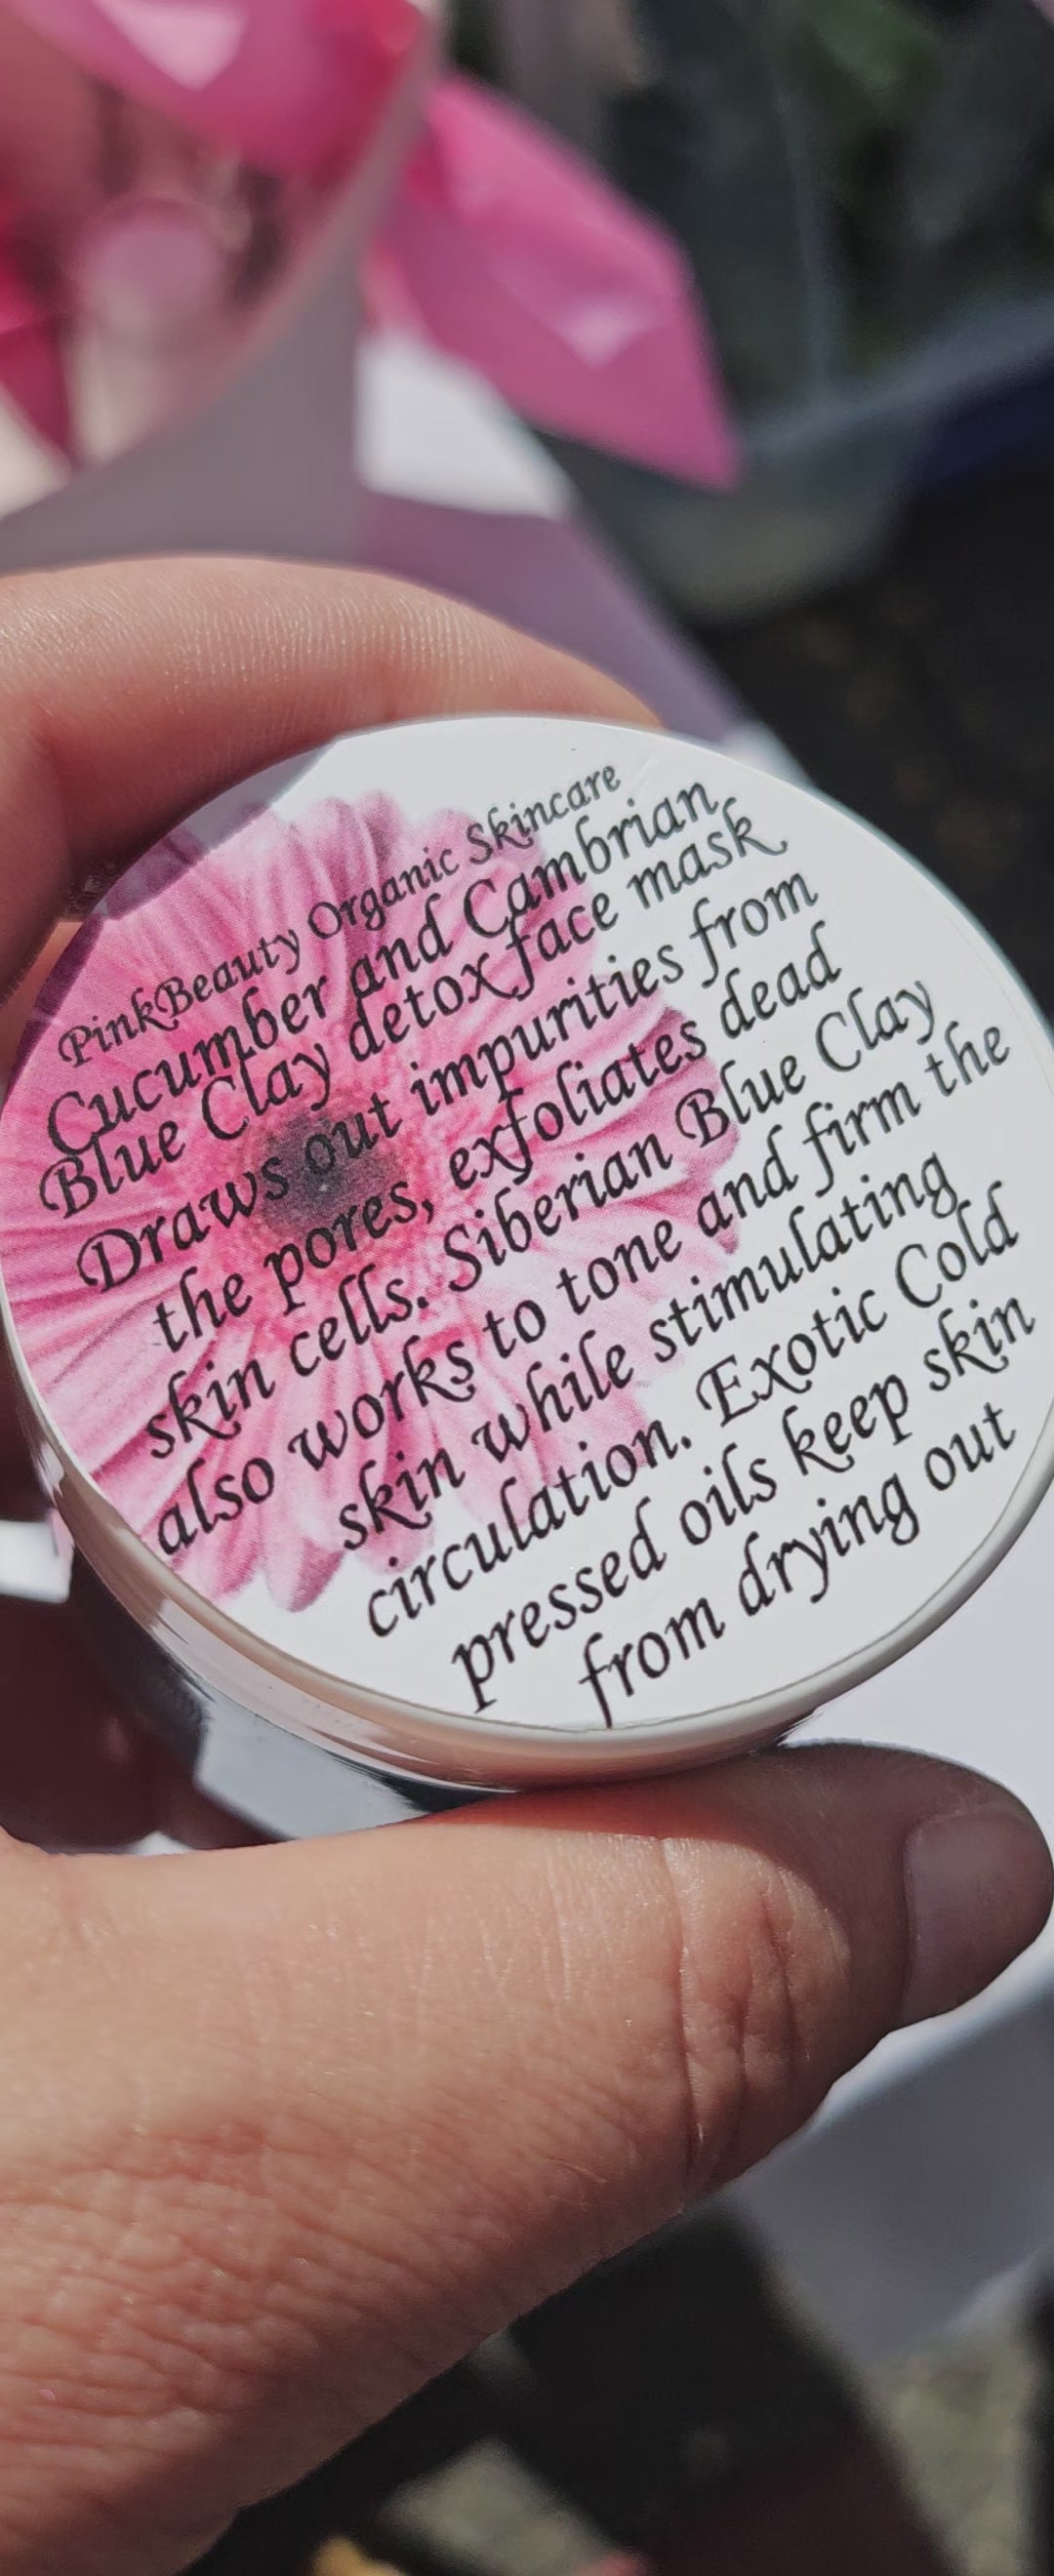 PinkBeauty Organic Skincare
Cucumber and Cambrian
Blue Clay detox face mask
Draws out impurities from
the pores, exfoliates dead
skin cells. Siberian Blue Clay
also works to tone and firm the
skin while stimulating
circulation. Exotic Cold
pressed oils keep skin
from drying out